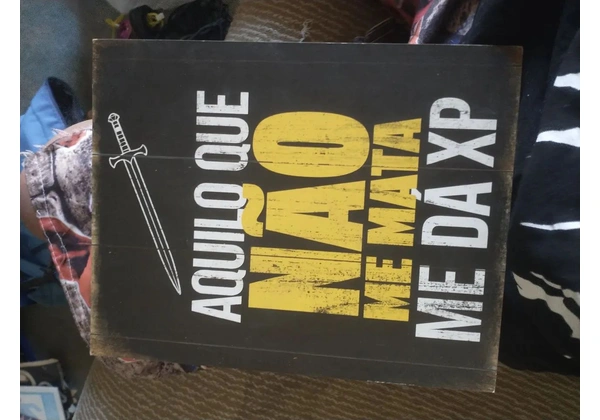 AQUILO QUE
NÃO
ME MATA
ME DÁ XP